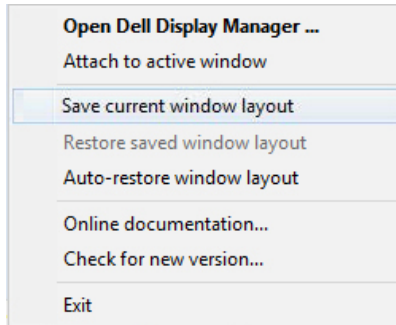 Open Dell Display Manager ...
Attach to active window
Save current window layout
Restore saved window layout
Auto-restore window layout
Online documentation...
Check for new version...
Exit